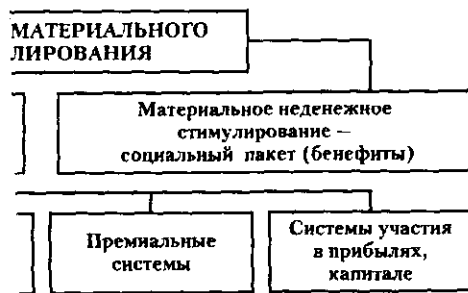 МАТЕРИАЛЬНОГО
ЛИРОВАНИЯ
Материальное неденежное
стимулирование –
социальный пакет (бенефиты)
Премиальные
системы
Системы участия
в прибылях,
капитале